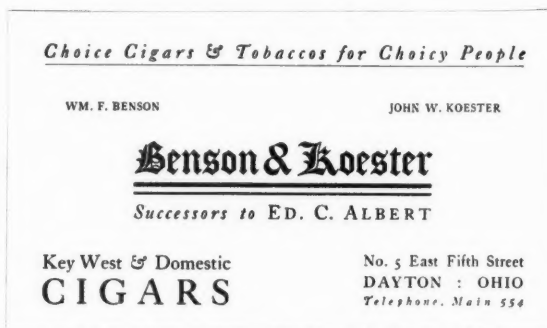 Choice Cigars & Tobaccos for Choicy People
WM. F. BENSON
JOHN W. KOESTER
Benson & Koester
Successors to ED. C. ALBERT
Key West & Domestic
CIGARS
No. 5 East Fifth Street
DAYTON : OHIO
Telephone, Main 554